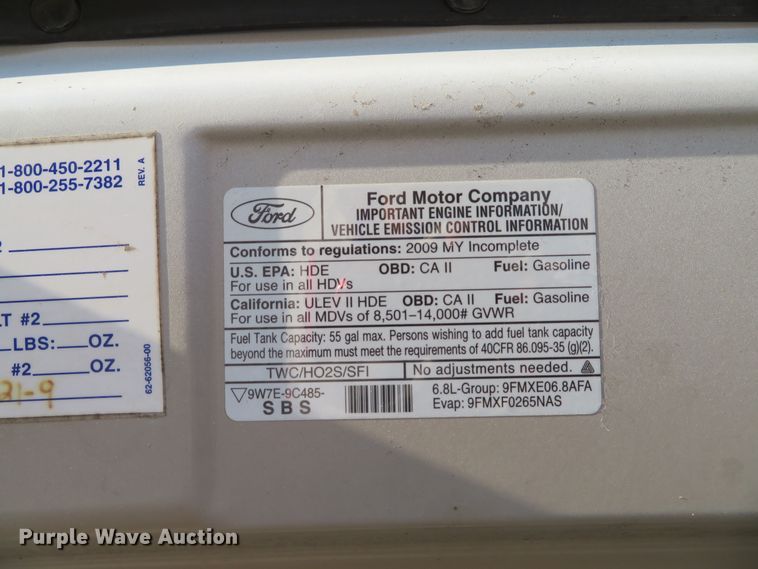 1-800-450-2211
1-800-255-7382
REV. A
2
LT #2
LBS: OZ.
#2 OZ.
21-9
62-62056-00
Ford
Ford Motor Company
IMPORTANT ENGINE INFORMATION/
VEHICLE EMISSION CONTROL INFORMATION
Conforms to regulations: 2009 MY Incomplete
U.S. EPA: HDE OBD: CA II Fuel: Gasoline
For use in all HDVs
California: ULEV II HDE OBD: CA II Fuel: Gasoline
For use in all MDVs of 8,501–14,000# GVWR
Fuel Tank Capacity: 55 gal max. Persons wishing to add fuel tank capacity
beyond the maximum must meet the requirements of 40CFR 86.095-35 (g)(2).
TWC/HO2S/SFI No adjustments needed.
9W7E-9C485-
SBS
6.8L-Group: 9FMXE06.8AFA
Evap: 9FMXF0265NAS
Purple Wave Auction